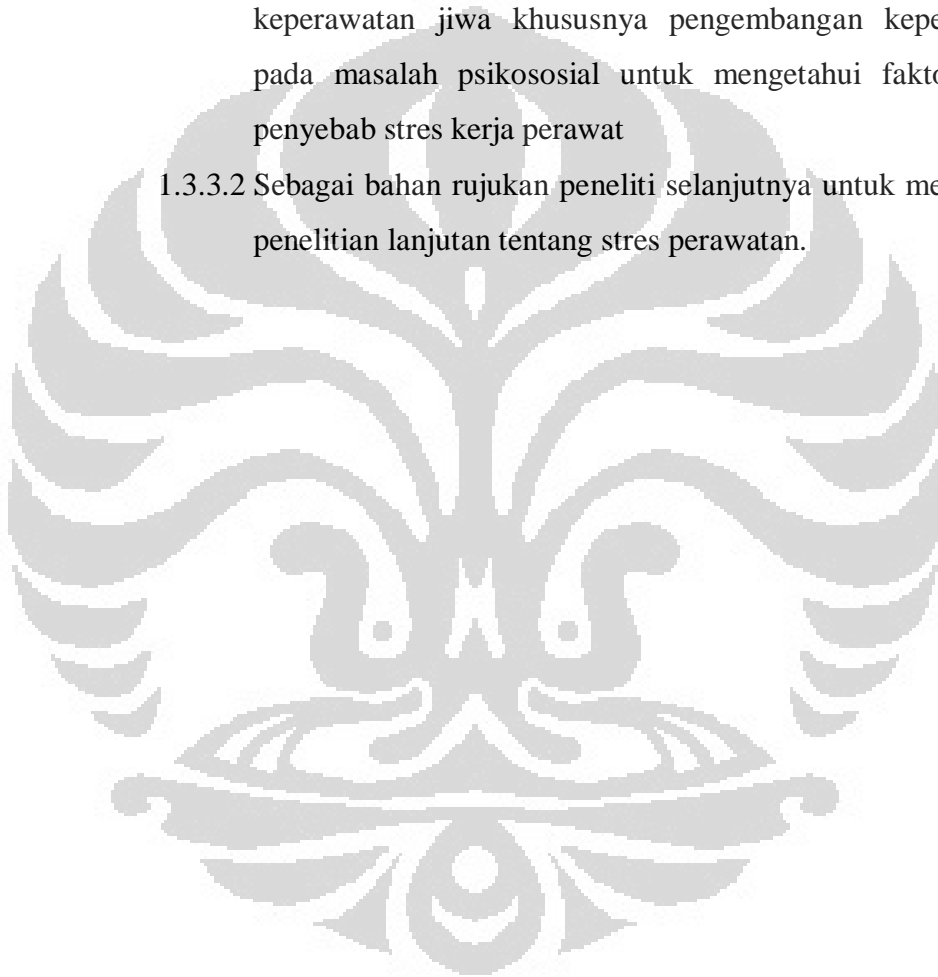 keperawatan jiwa khususnya pengembangan kepe
pada masalah psikososial untuk mengetahui fakto
penyebab stres kerja perawat
1.3.3.2 Sebagai bahan rujukan peneliti selanjutnya untuk me
penelitian lanjutan tentang stres perawatan.